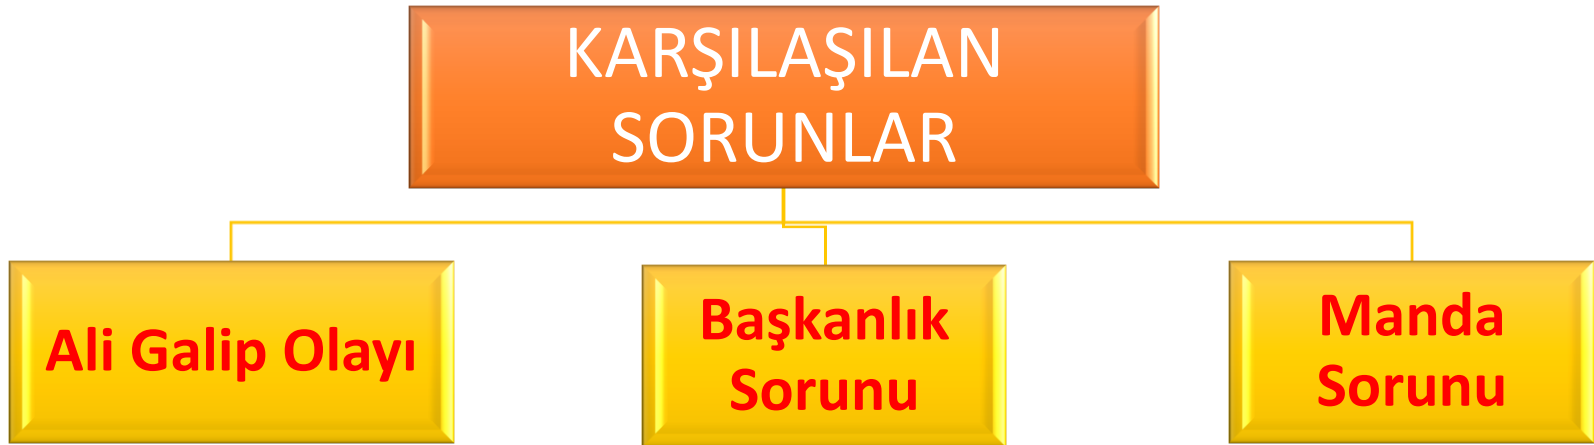 KARŞILAŞILAN
SORUNLAR
Ali Galip Olayı
Başkanlık
Sorunu
Manda
Sorunu